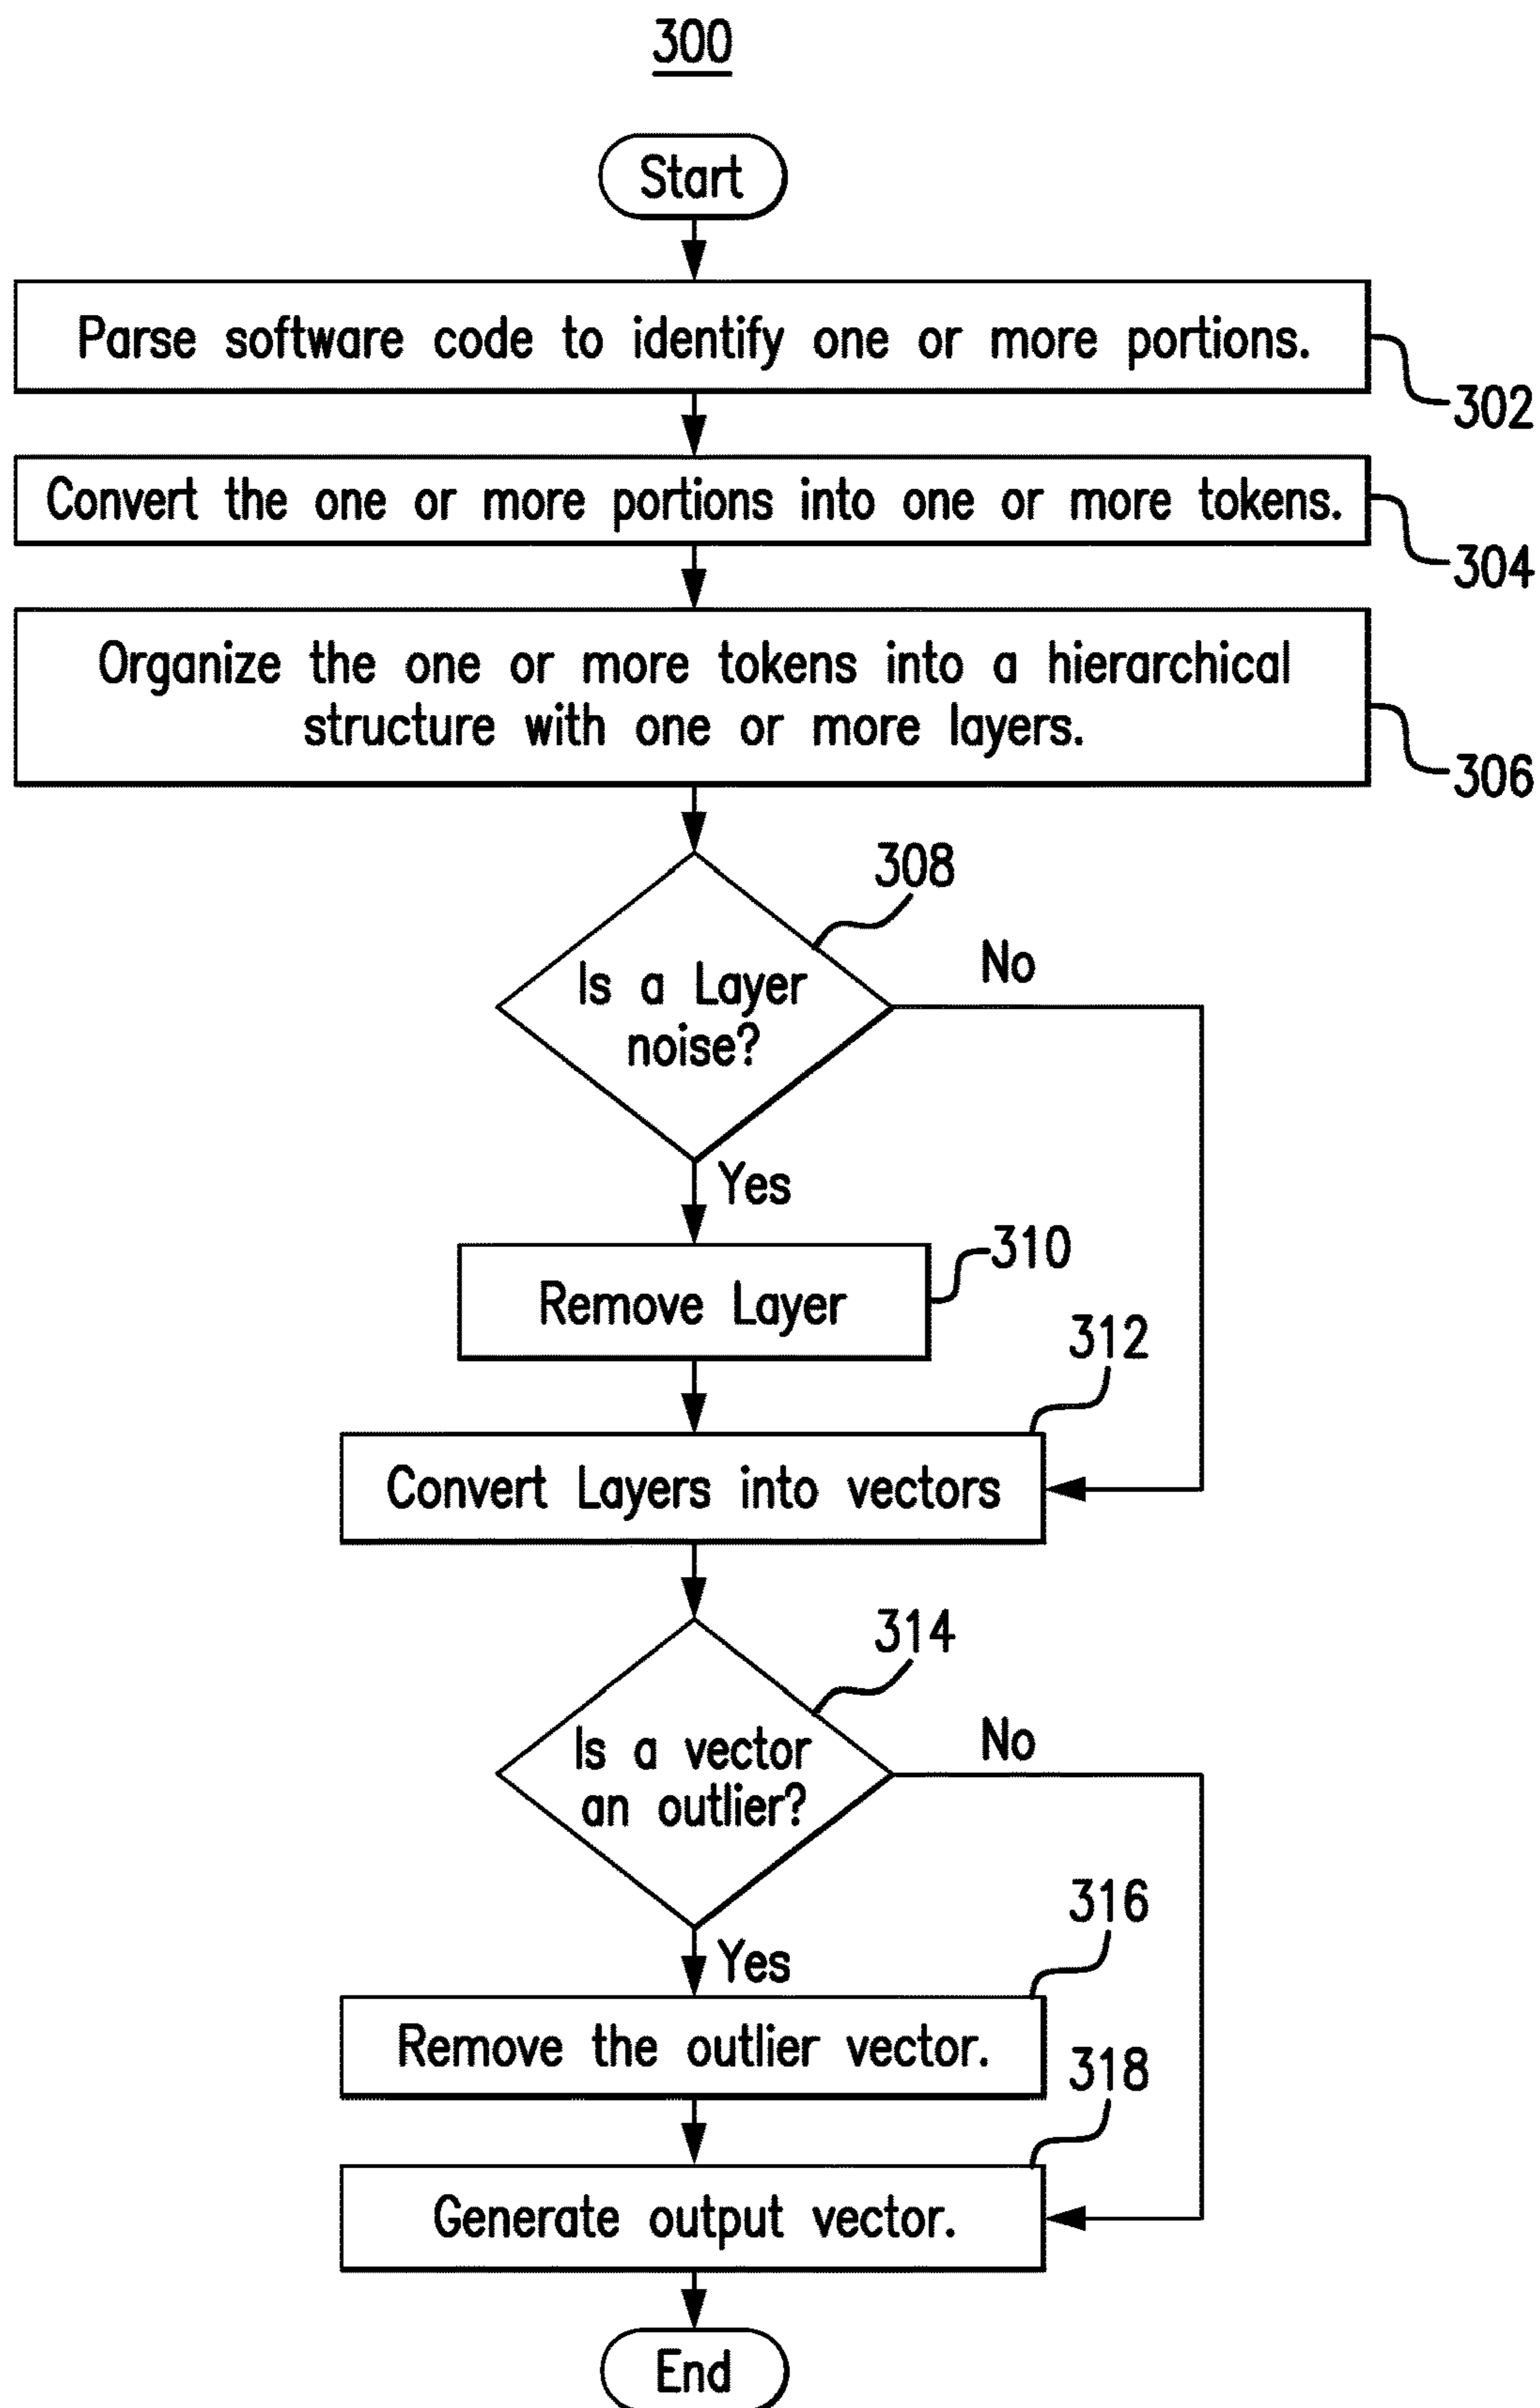 300
Start
Parse software code to identify one or more portions.
302
Convert the one or more portions into one or more tokens.
304
Organize the one or more tokens into a hierarchical
structure with one or more layers.
306
308
Is a Layer
noise?
No
Yes
310
Remove Layer
312
Convert Layers into vectors
314
Is a vector
an outlier?
No
Yes
316
Remove the outlier vector.
318
Generate output vector.
End